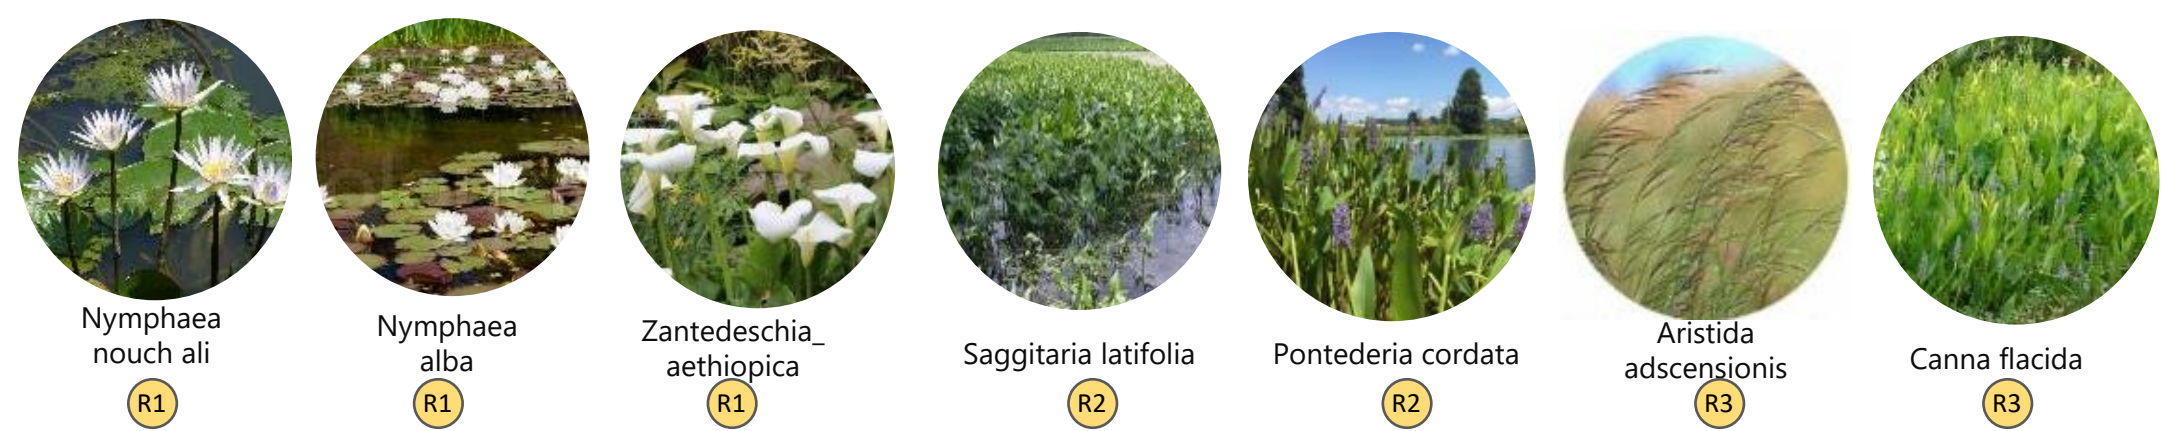 Nymphaea
nouch ali
R1
Nymphaea
alba
R1
Zantedeschia_
aethiopica
R1
Saggitaria latifolia
R2
Pontederia cordata
R2
Aristida
adscensionis
R3
Canna flacida
R3